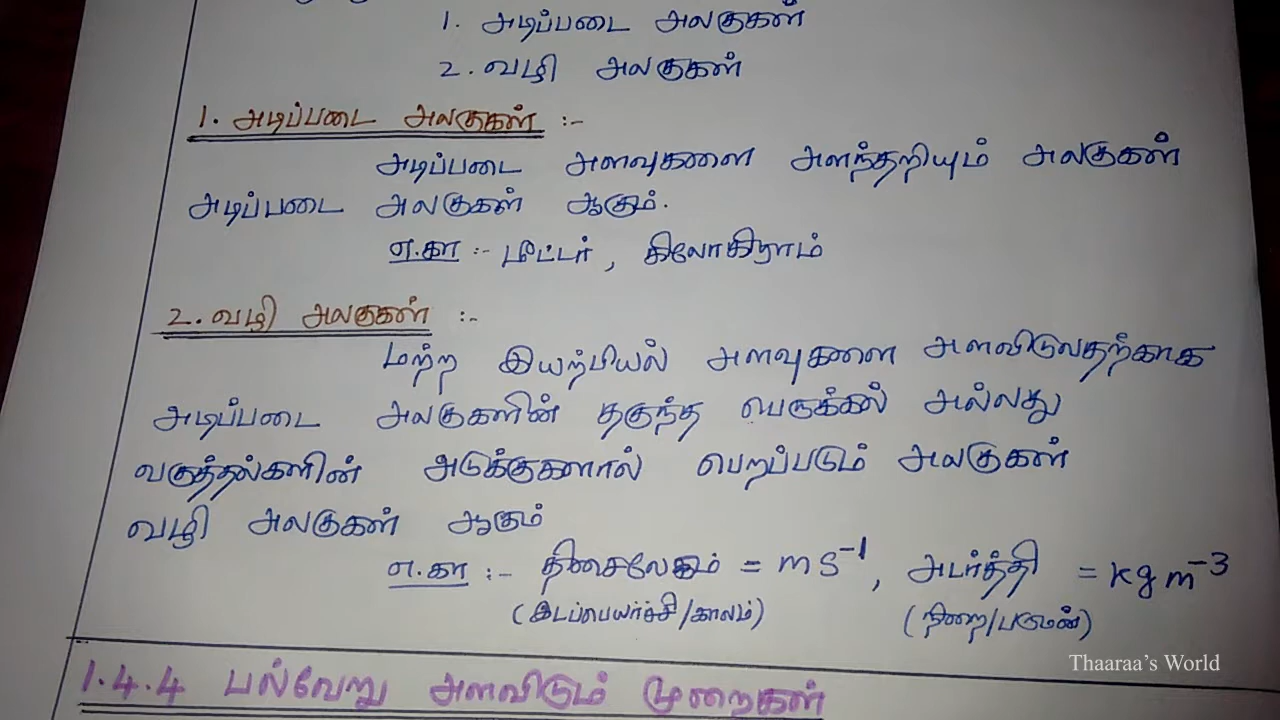 1. அடிப்படை அலகுகள்
2. வழி அலகுகள்
1. அடிப்படை அலகுகள் :-
அடிப்படை அளவுகளை அளந்தறியும் அலகுகள்
அடிப்படை அலகுகள் ஆகும்.
எ.கா :- மீட்டர் , கிலோகிராம்
2. வழி அலகுகள் :-
மற்ற இயற்பியல் அளவுகளை அளவிடுவதற்காக
அடிப்படை அலகுகளின் தகுந்த பெருக்கல் அல்லது
வகுத்தல்களின் அடுக்குகளால் பெறப்படும் அலகுகள்
வழி அலகுகள் ஆகும்
எ.கா :- திசைவேகம் = m s⁻¹, அடர்த்தி = kg m⁻³
(இடப்பெயர்ச்சி/காலம்) (நிறை/பருமன்)
1.4.4 பல்வேறு அளவிடும் முறைகள்
Thaaraa's World